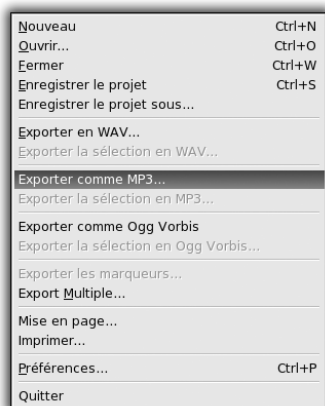 Nouveau Ctrl+N
Ouvrir... Ctrl+O
Fermer Ctrl+W
Enregistrer le projet Ctrl+S
Enregistrer le projet sous...
Exporter en WAV...
Exporter la sélection en WAV...
Exporter comme MP3...
Exporter la sélection en MP3...
Exporter comme Ogg Vorbis
Exporter la sélection en Ogg Vorbis...
Exporter les marqueurs...
Export Multiple...
Mise en page...
Imprimer...
Préférences... Ctrl+P
Quitter